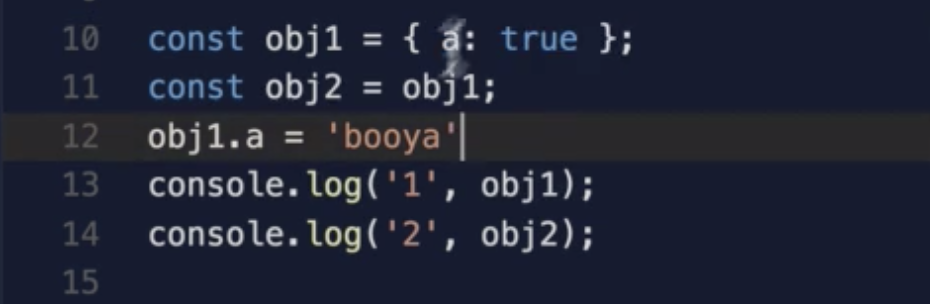 10 const obj1 = { a: true };
11 const obj2 = obj1;
12 obj1.a = 'booya'
13 console.log('1', obj1);
14 console.log('2', obj2);
15